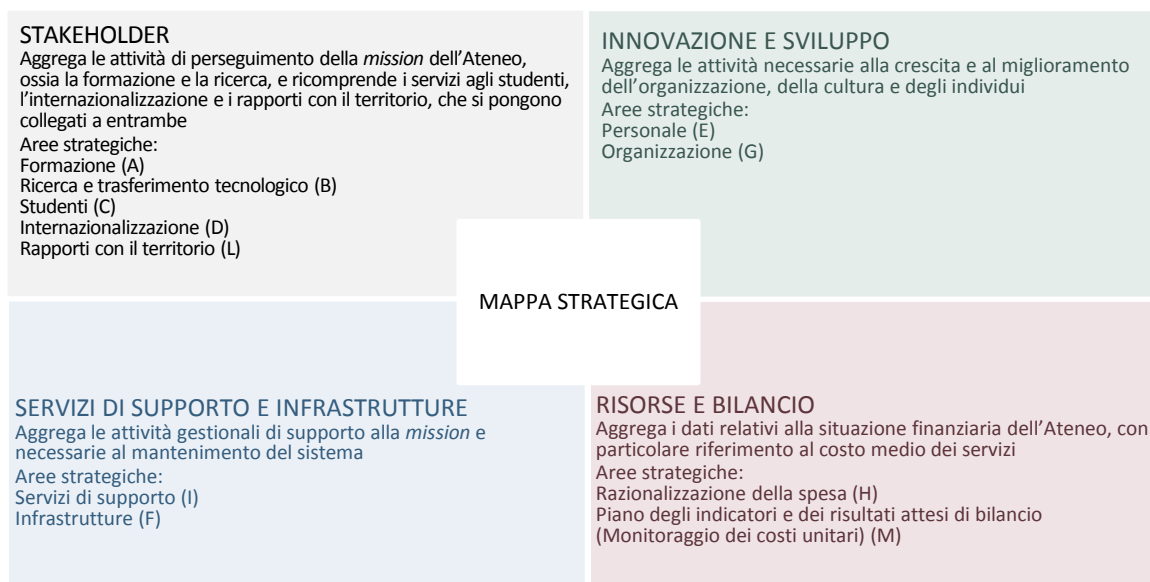 STAKEHOLDER
Aggrega le attività di perseguimento della mission dell'Ateneo,
ossia la formazione e la ricerca, e ricomprende i servizi agli studenti,
l'internazionalizzazione e i rapporti con il territorio, che si pongono
collegati a entrambe
Aree strategiche:
Formazione (A)
Ricerca e trasferimento tecnologico (B)
Studenti (C)
Internazionalizzazione (D)
Rapporti con il territorio (L)
INNOVAZIONE E SVILUPPO
Aggrega le attività necessarie alla crescita e al miglioramento
dell'organizzazione, della cultura e degli individui
Aree strategiche:
Personale (E)
Organizzazione (G)
MAPPA STRATEGICA
SERVIZI DI SUPPORTO E INFRASTRUTTURE
Aggrega le attività gestionali di supporto alla mission e
necessarie al mantenimento del sistema
Aree strategiche:
Servizi di supporto (I)
Infrastrutture (F)
RISORSE E BILANCIO
Aggrega i dati relativi alla situazione finanziaria dell'Ateneo, con
particolare riferimento al costo medio dei servizi
Aree strategiche:
Razionalizzazione della spesa (H)
Piano degli indicatori e dei risultati attesi di bilancio
(Monitoraggio dei costi unitari) (M)